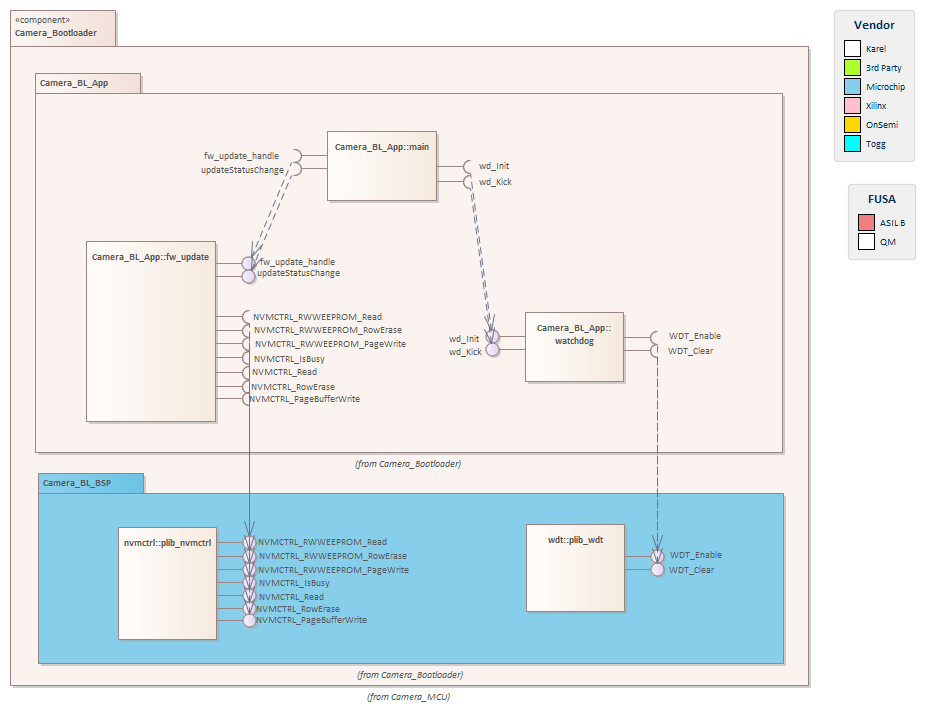 «component»
Camera_Bootloader
Camera_BL_App
Camera_BL_App::main
fw_update_handle
updateStatusChange
wd_Init
wd_Kick
Camera_BL_App::fw_update
fw_update_handle
updateStatusChange
NVMCTRL_RWWEEPROM_Read
NVMCTRL_RWWEEPROM_RowErase
NVMCTRL_RWWEEPROM_PageWrite
NVMCTRL_IsBusy
NVMCTRL_Read
NVMCTRL_RowErase
NVMCTRL_PageBufferWrite
wd_Init
wd_Kick
Camera_BL_App::
watchdog
WDT_Enable
WDT_Clear
(from Camera_Bootloader)
Camera_BL_BSP
nvmctrl::plib_nvmctrl
NVMCTRL_RWWEEPROM_Read
NVMCTRL_RWWEEPROM_RowErase
NVMCTRL_RWWEEPROM_PageWrite
NVMCTRL_IsBusy
NVMCTRL_Read
NVMCTRL_RowErase
NVMCTRL_PageBufferWrite
wdt::plib_wdt
WDT_Enable
WDT_Clear
(from Camera_Bootloader)
(from Camera_MCU)
Vendor
Karel
3rd Party
Microchip
Xilinx
OnSemi
Togg
FUSA
ASIL B
QM